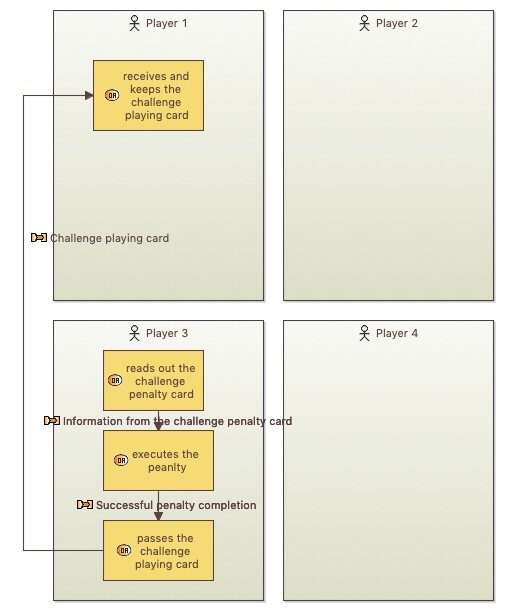 Player 1
Player 2
receives and
keeps the
challenge
playing card
Challenge playing card
Player 3
Player 4
reads out the
challenge
penalty card
Information from the challenge penalty card
executes the
peanlty
Successful penalty completion
passes the
challenge
playing card